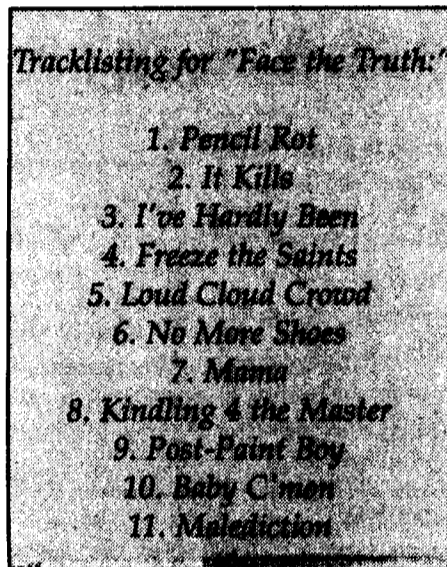 Tracklisting for "Face the Truth:"
1. Pencil Rot
2. It Kills
3. I've Hardly Been
4. Freeze the Saints
5. Loud Cloud Crowd
6. No More Shoes
7. Mama
8. Kindling 4 the Master
9. Post-Paint Boy
10. Baby C'mon
11. Malediction